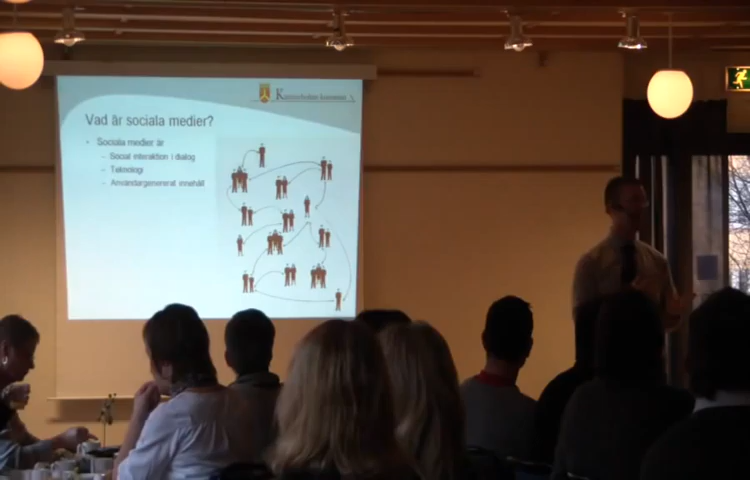 Vad är sociala medier?
• Sociala medier är
– Social interaktion i dialog
– Teknologi
– Användargenererat innehåll